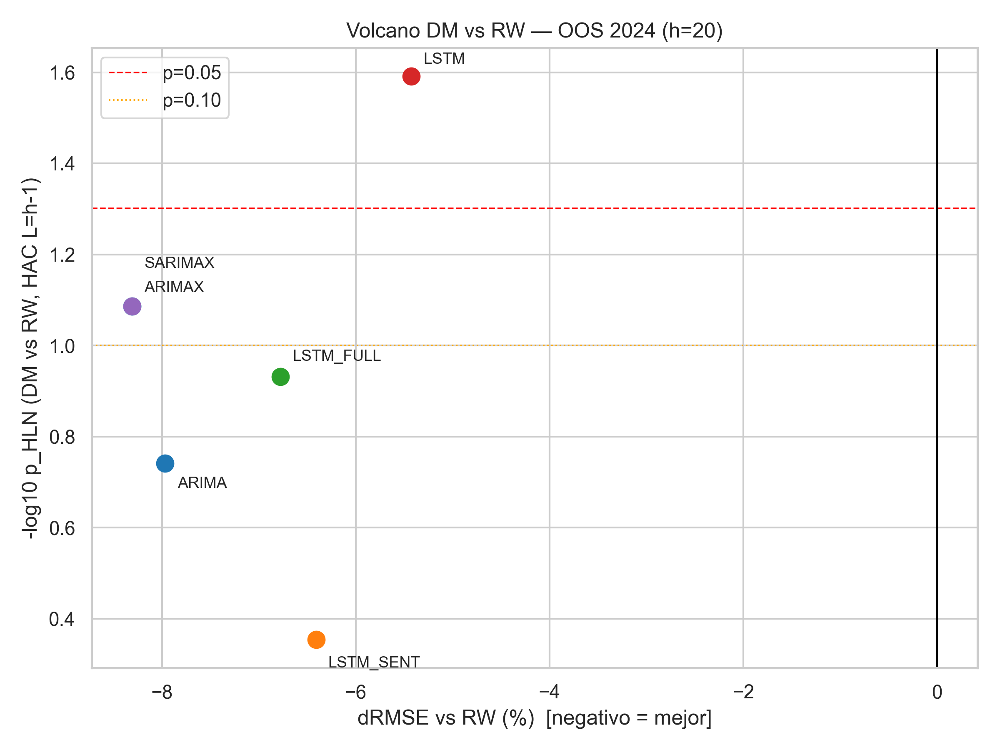 Volcano DM vs RW — OOS 2024 (h=20)
p=0.05
p=0.10
LSTM
SARIMAX
ARIMAX
LSTM_FULL
ARIMA
LSTM_SENT
1.6
1.4
1.2
1.0
0.8
0.6
0.4
-log10 p_HLN (DM vs RW, HAC L=h-1)
−8 −6 −4 −2 0
dRMSE vs RW (%) [negativo = mejor]